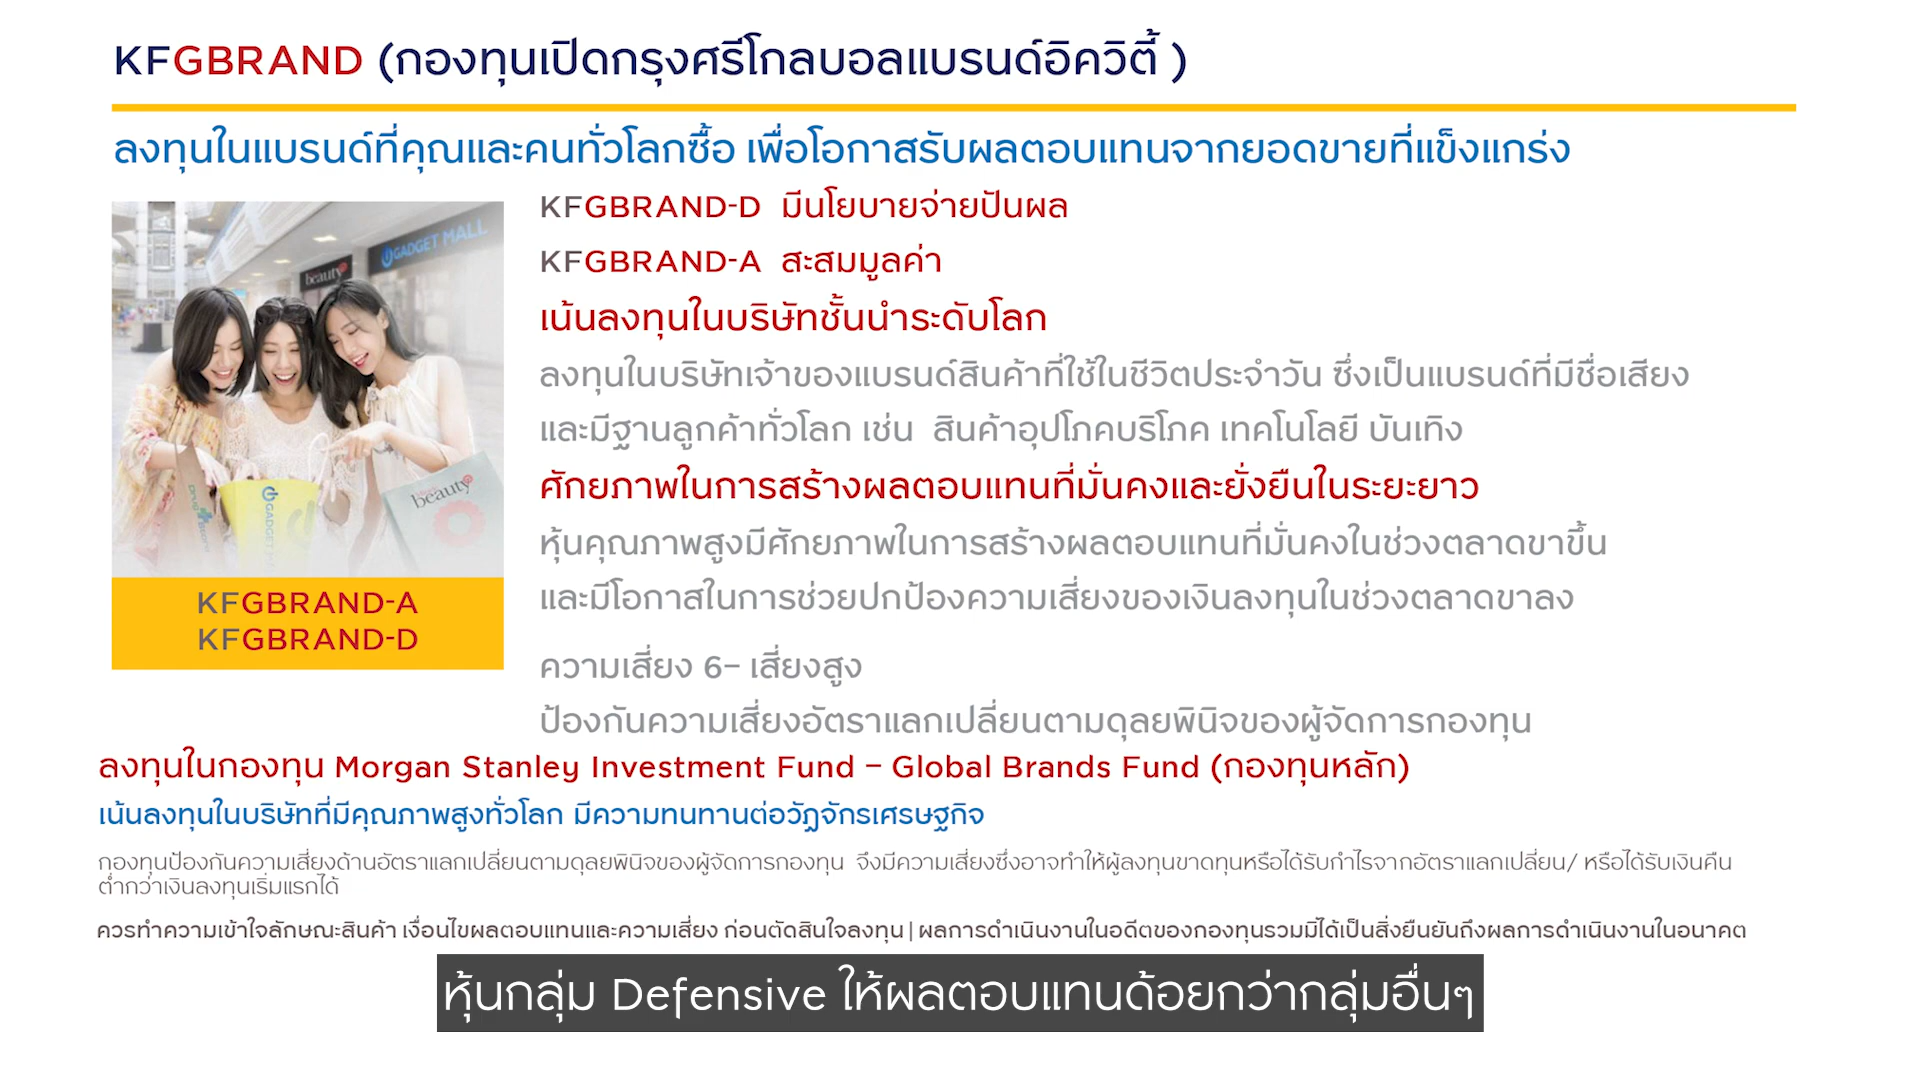 KFGBRAND (กองทุนเปิดกรุงศรีโกลบอลแบรนด์อิควิตี้ )
ลงทุนในแบรนด์ที่คุณและคนทั่วโลกซื้อ เพื่อโอกาสรับผลตอบแทนจากยอดขายที่แข็งแกร่ง
GADGET MALL
beauty
beauty
GADGET
KFGBRAND-A
KFGBRAND-D
KFGBRAND-D มีนโยบายจ่ายปันผล
KFGBRAND-A สะสมมูลค่า
เน้นลงทุนในบริษัทชั้นนำระดับโลก
ลงทุนในบริษัทเจ้าของแบรนด์สินค้าที่ใช้ในชีวิตประจำวัน ซึ่งเป็นแบรนด์ที่มีชื่อเสียง
และมีฐานลูกค้าทั่วโลก เช่น สินค้าอุปโภคบริโภค เทคโนโลยี บันเทิง
ศักยภาพในการสร้างผลตอบแทนที่มั่นคงและยั่งยืนในระยะยาว
หุ้นคุณภาพสูงมีศักยภาพในการสร้างผลตอบแทนที่มั่นคงในช่วงตลาดขาขึ้น
และมีโอกาสในการช่วยปกป้องความเสี่ยงของเงินลงทุนในช่วงตลาดขาลง
ความเสี่ยง 6– เสี่ยงสูง
ป้องกันความเสี่ยงอัตราแลกเปลี่ยนตามดุลยพินิจของผู้จัดการกองทุน
ลงทุนในกองทุน Morgan Stanley Investment Fund – Global Brands Fund (กองทุนหลัก)
เน้นลงทุนในบริษัทที่มีคุณภาพสูงทั่วโลก มีความทนทานต่อวัฏจักรเศรษฐกิจ
กองทุนป้องกันความเสี่ยงด้านอัตราแลกเปลี่ยนตามดุลยพินิจของผู้จัดการกองทุน จึงมีความเสี่ยงซึ่งอาจทำให้ผู้ลงทุนขาดทุนหรือได้รับกำไรจากอัตราแลกเปลี่ยน/ หรือได้รับเงินคืน
ต่ำกว่าเงินลงทุนเริ่มแรกได้
ควรทำความเข้าใจลักษณะสินค้า เงื่อนไขผลตอบแทนและความเสี่ยง ก่อนตัดสินใจลงทุน | ผลการดำเนินงานในอดีตของกองทุนรวมมิได้เป็นสิ่งยืนยันถึงผลการดำเนินงานในอนาคต
หุ้นกลุ่ม Defensive ให้ผลตอบแทนด้อยกว่ากลุ่มอื่นๆ